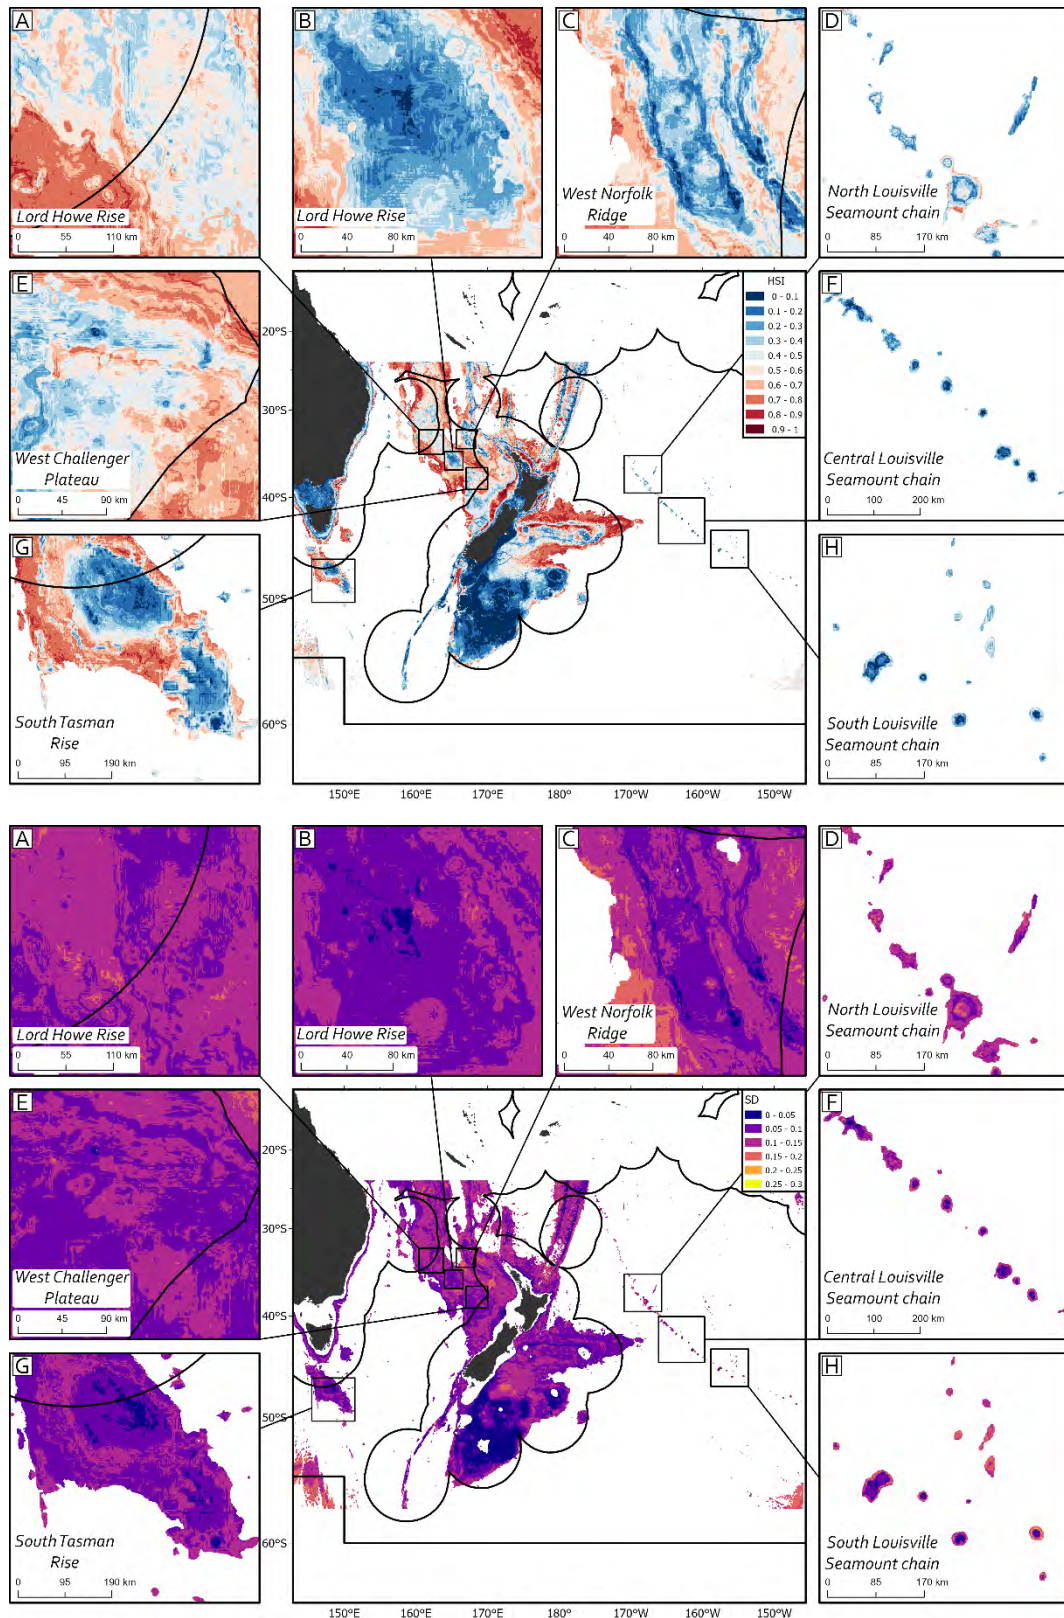 A
Lord Howe Rise
0 55 110 km
B
Lord Howe Rise
0 40 80 km
C
West Norfolk
Ridge
0 40 80 km
D
North Louisville
Seamount chain
0 85 170 km
E
West Challenger
Plateau
0 45 90 km
HSI
0 - 0.1
0.1 - 0.2
0.2 - 0.3
0.3 - 0.4
0.4 - 0.5
0.5 - 0.6
0.6 - 0.7
0.7 - 0.8
0.8 - 0.9
0.9 - 1
20°S
30°S
40°S
50°S
60°S
150°E 160°E 170°E 180° 170°W 160°W 150°W
F
Central Louisville
Seamount chain
0 100 200 km
G
South Tasman
Rise
0 95 190 km
H
South Louisville
Seamount chain
0 85 170 km
A
Lord Howe Rise
0 55 110 km
B
Lord Howe Rise
0 40 80 km
C
West Norfolk
Ridge
0 40 80 km
D
North Louisville
Seamount chain
0 85 170 km
E
West Challenger
Plateau
0 45 90 km
SD
0 - 0.05
0.05 - 0.1
0.1 - 0.15
0.15 - 0.2
0.2 - 0.25
0.25 - 0.3
20°S
30°S
40°S
50°S
60°S
150°E 160°E 170°E 180° 170°W 160°W 150°W
F
Central Louisville
Seamount chain
0 100 200 km
G
South Tasman
Rise
0 95 190 km
H
South Louisville
Seamount chain
0 85 170 km